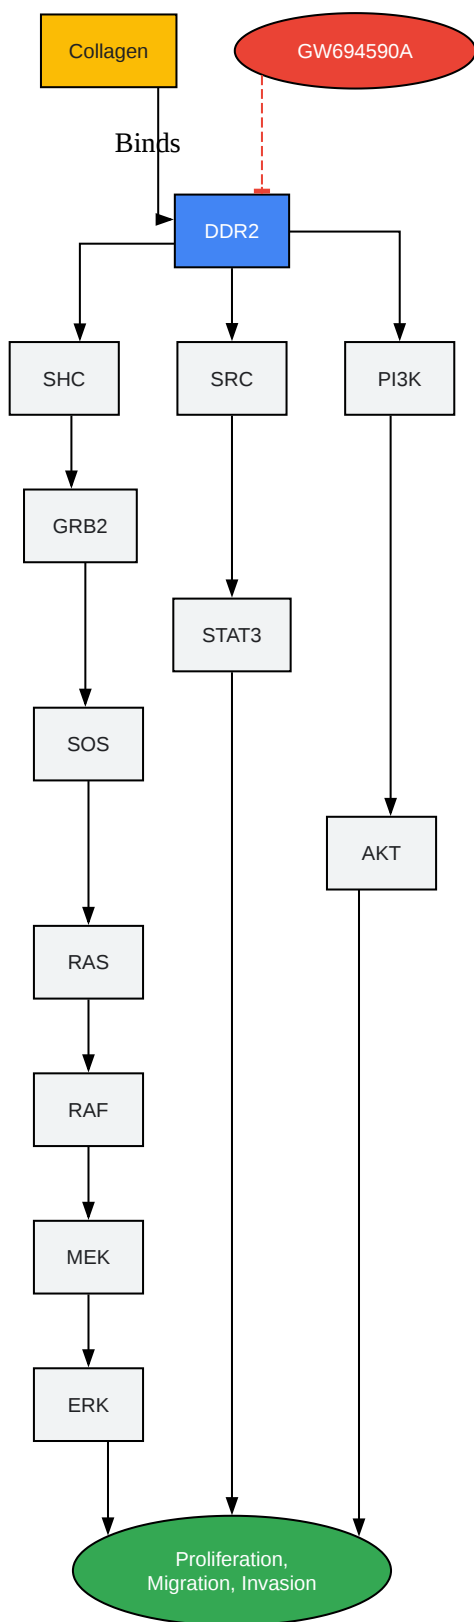 Collagen
GW694590A
Binds
DDR2
SHC
SRC
PI3K
GRB2
STAT3
SOS
AKT
RAS
RAF
MEK
ERK
Proliferation,
Migration, Invasion